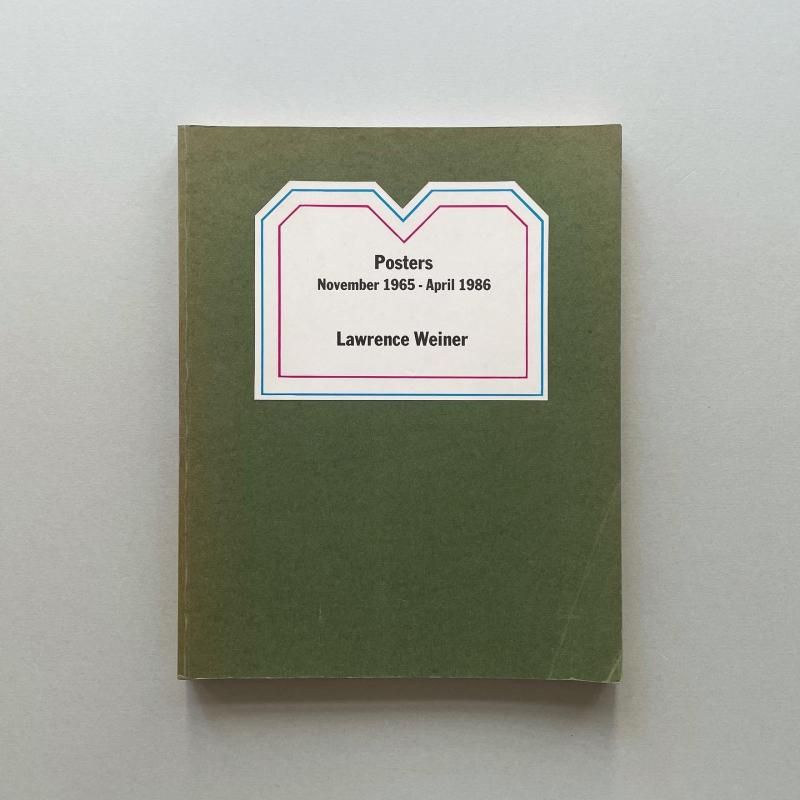 Posters
November 1965 - April 1986
Lawrence Weiner